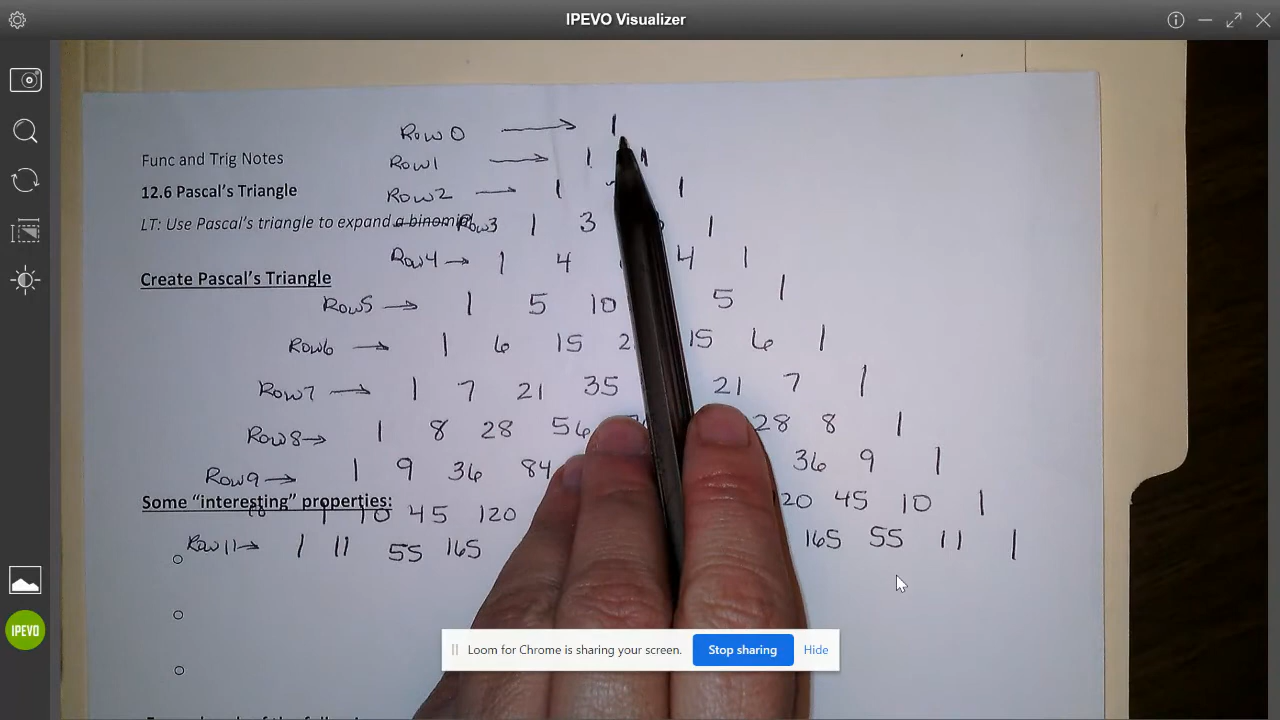 IPEVO Visualizer
Row 0 → 1
Func and Trig Notes
Row 1 → 1 1
12.6 Pascal's Triangle
Row 2 → 1 1
LT: Use Pascal's triangle to expand a binomial
Row 3 1 3 1
Row 4 → 1 4 4 1
Create Pascal's Triangle
Row 5 → 1 5 10 5 1
Row 6 → 1 6 15 15 6 1
Row 7 → 1 7 21 35 21 7 1
Row 8 → 1 8 28 56 28 8 1
Row 9 → 1 9 36 84 36 9 1
Some "interesting" properties:
1 10 45 120 45 10 1
Row 11 → 1 11 55 165 165 55 11 1
IPEVO
Loom for Chrome is sharing your screen. Stop sharing Hide